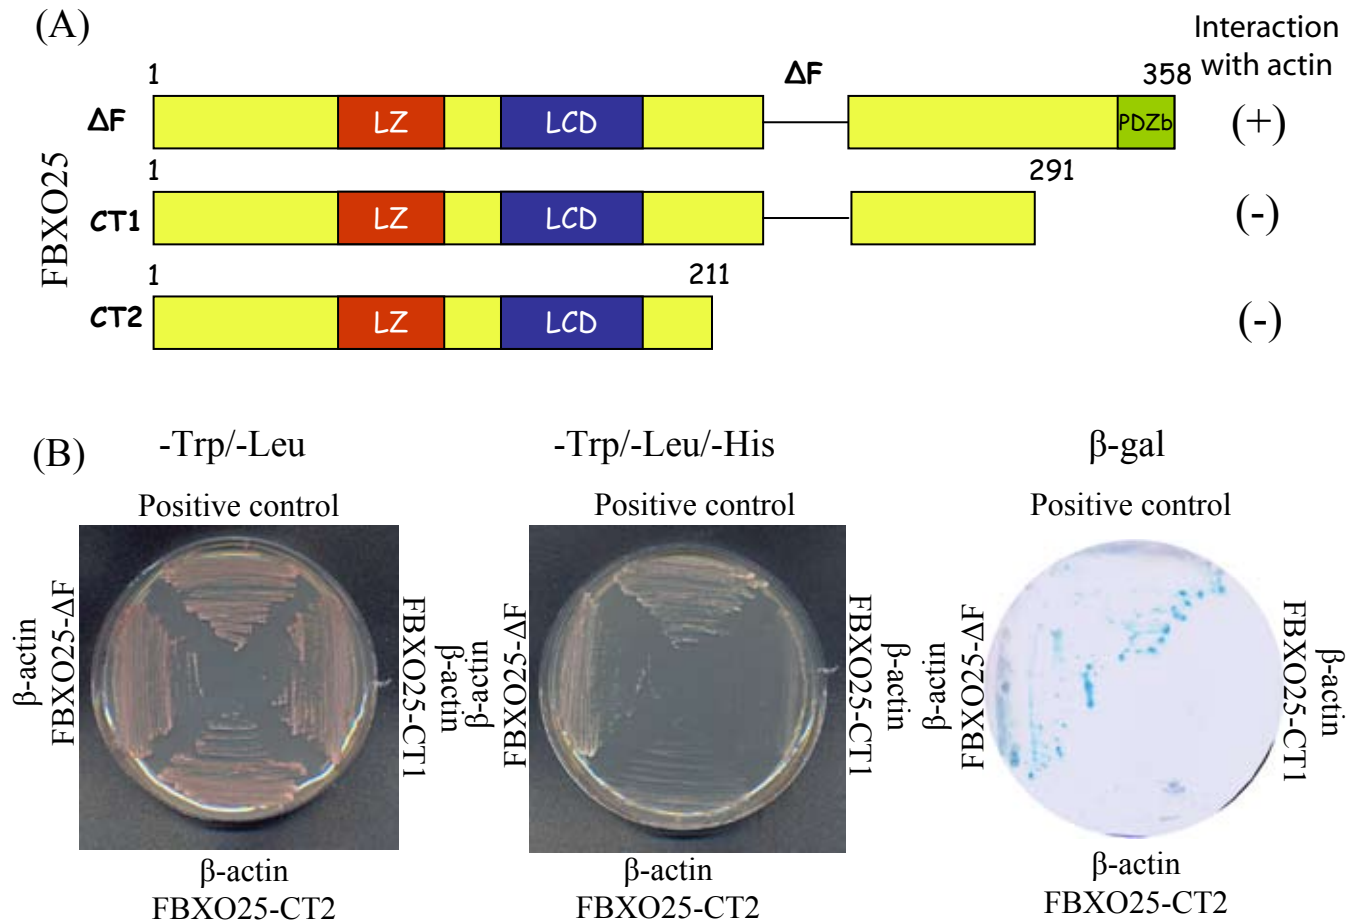 (A)
Interaction
with actin
FBXO25
1
ΔF
358
ΔF
LZ
LCD
PDZb
(+)
1
291
CT1
LZ
LCD
(-)
1
211
CT2
LZ
LCD
(-)
(B)
-Trp/-Leu
-Trp/-Leu/-His
β-gal
Positive control
Positive control
Positive control
β-actin
FBXO25-ΔF
β-actin
FBXO25-CT1
β-actin
FBXO25-CT2
β-actin
FBXO25-ΔF
β-actin
FBXO25-CT1
β-actin
FBXO25-CT2
β-actin
FBXO25-ΔF
β-actin
FBXO25-CT1
β-actin
FBXO25-CT2